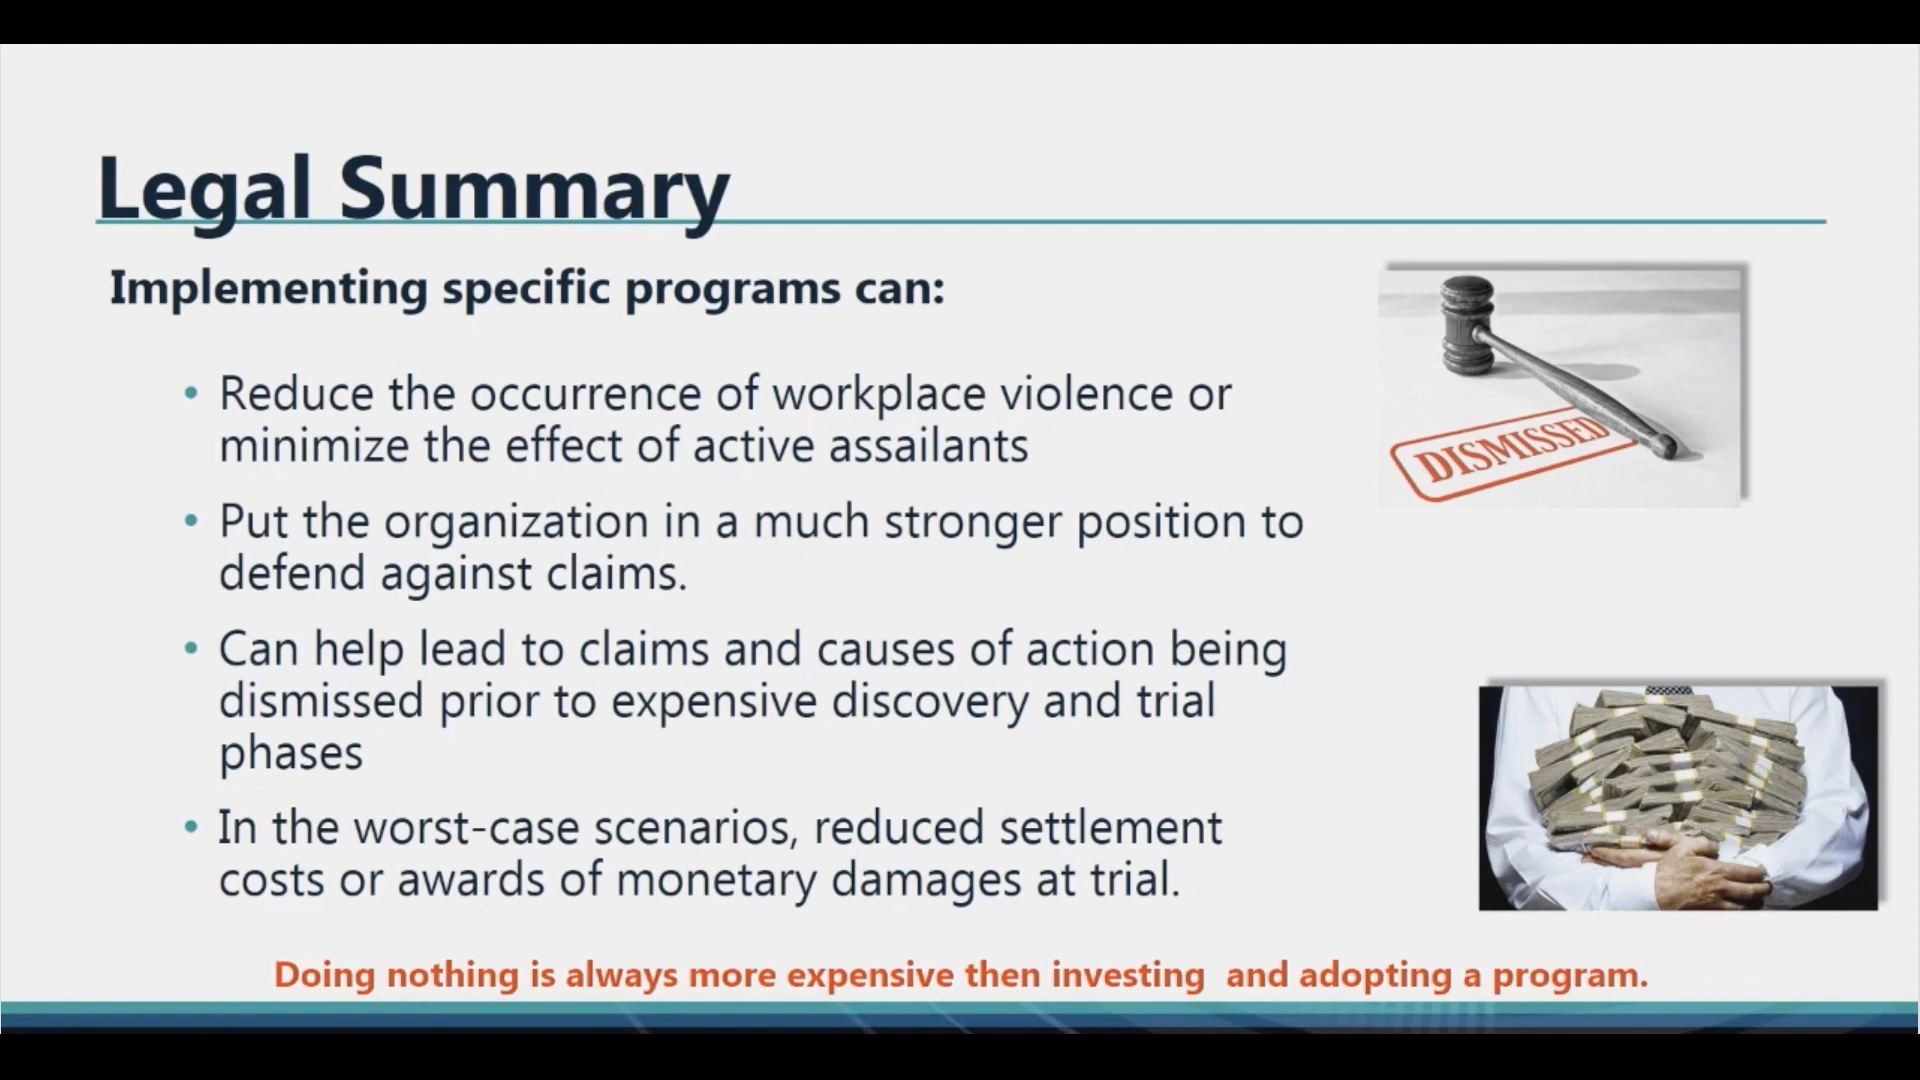 Legal Summary
Implementing specific programs can:
• Reduce the occurrence of workplace violence or
minimize the effect of active assailants
• Put the organization in a much stronger position to
defend against claims.
• Can help lead to claims and causes of action being
dismissed prior to expensive discovery and trial
phases
• In the worst-case scenarios, reduced settlement
costs or awards of monetary damages at trial.
DISMISSED
Doing nothing is always more expensive then investing  and adopting a program.